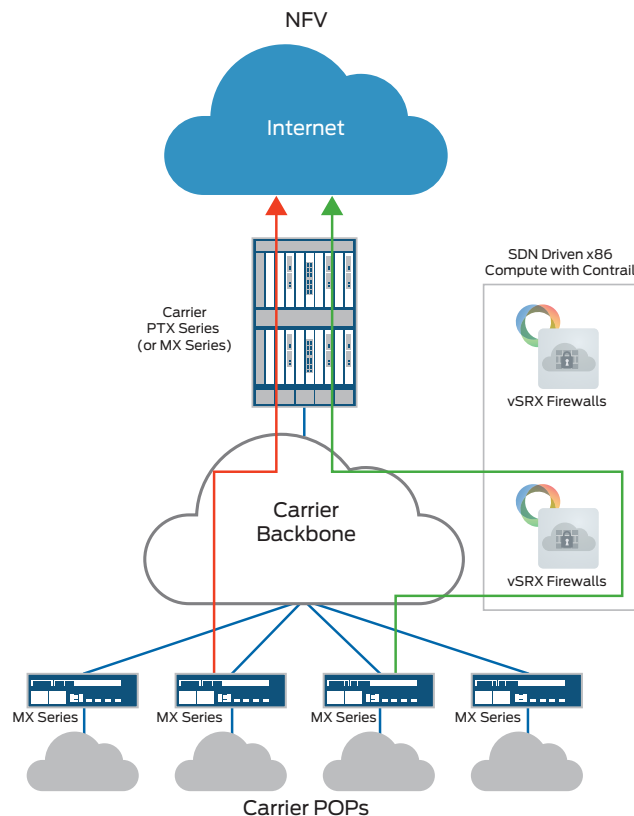 NFV
Internet
SDN Driven x86
Compute with Contrail
Carrier
PTX Series
(or MX Series)
vSRX Firewalls
Carrier
Backbone
vSRX Firewalls
MX Series
MX Series
MX Series
MX Series
Carrier POPs